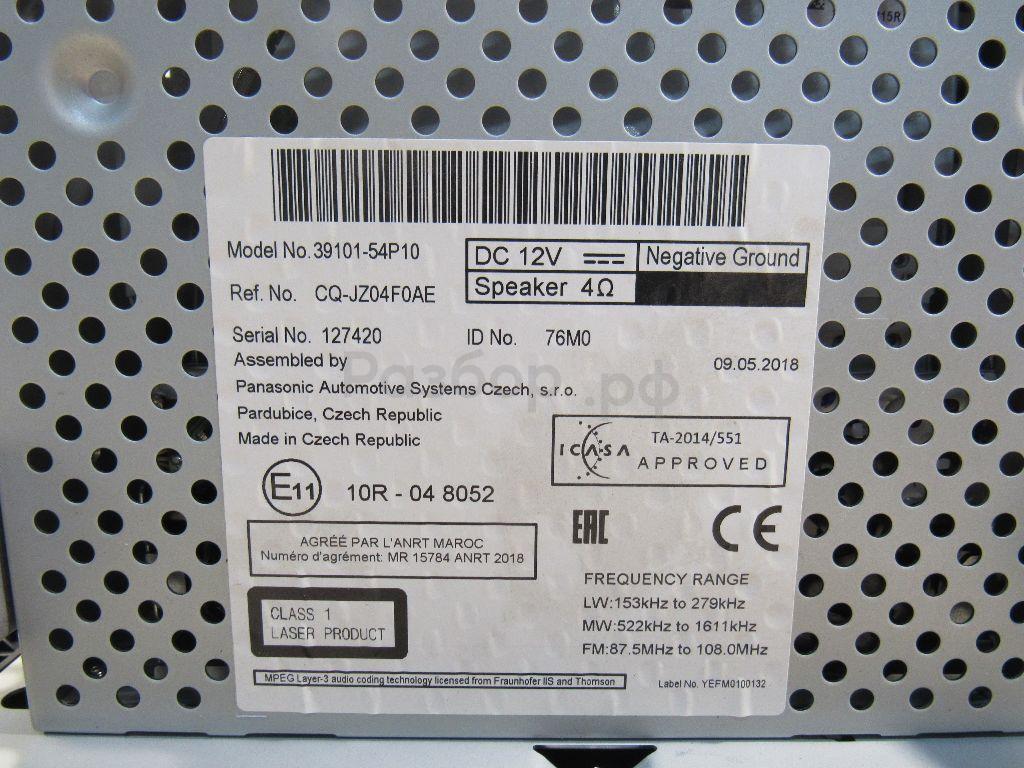 15R
Model No. 39101-54P10
DC 12V Negative Ground
Ref. No. CQ-JZ04F0AE
Speaker 4Ω
Serial No. 127420 ID No. 76M0
Assembled by 09.05.2018
Разбор.рф
Panasonic Automotive Systems Czech, s.r.o.
Pardubice, Czech Republic
Made in Czech Republic
ICASA TA-2014/551
APPROVED
E11 10R - 04 8052
EAC CE
AGRÉÉ PAR L'ANRT MAROC
Numéro d'agrément: MR 15784 ANRT 2018
FREQUENCY RANGE
LW:153kHz to 279kHz
MW:522kHz to 1611kHz
FM:87.5MHz to 108.0MHz
CLASS 1
LASER PRODUCT
MPEG Layer-3 audio coding technology licensed from Fraunhofer IIS and Thomson
Label No. YEFM0100132